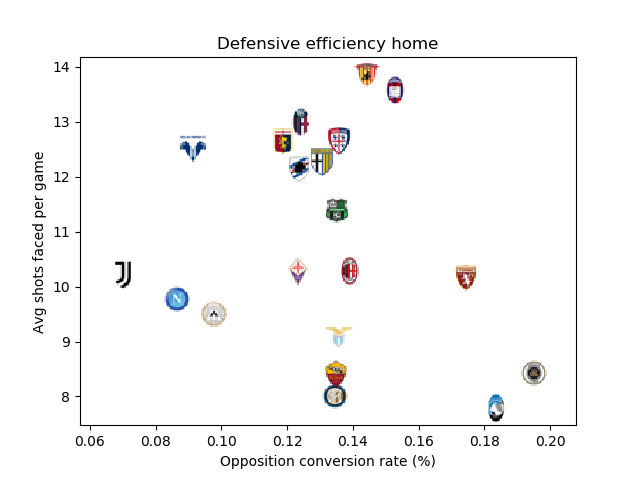 Defensive efficiency home
Avg shots faced per game
14
13
12
11
10
9
8
0.06 0.08 0.10 0.12 0.14 0.16 0.18 0.20
Opposition conversion rate (%)
N